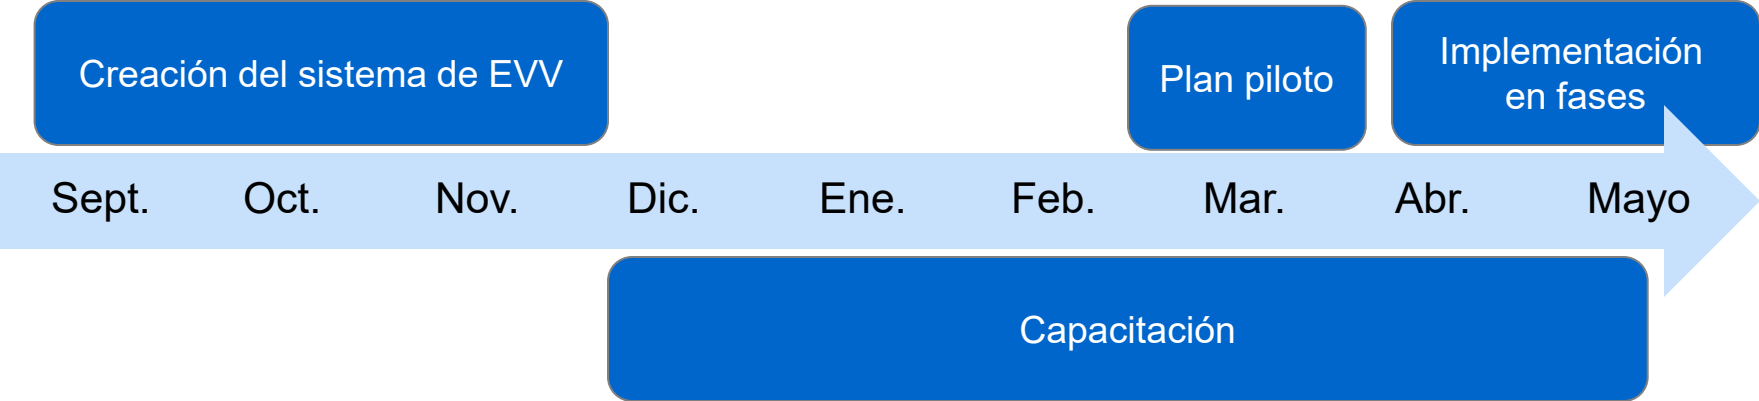 Creación del sistema de EVV
Plan piloto
Implementación
en fases
Sept. Oct. Nov. Dic. Ene. Feb. Mar. Abr. Mayo
Capacitación